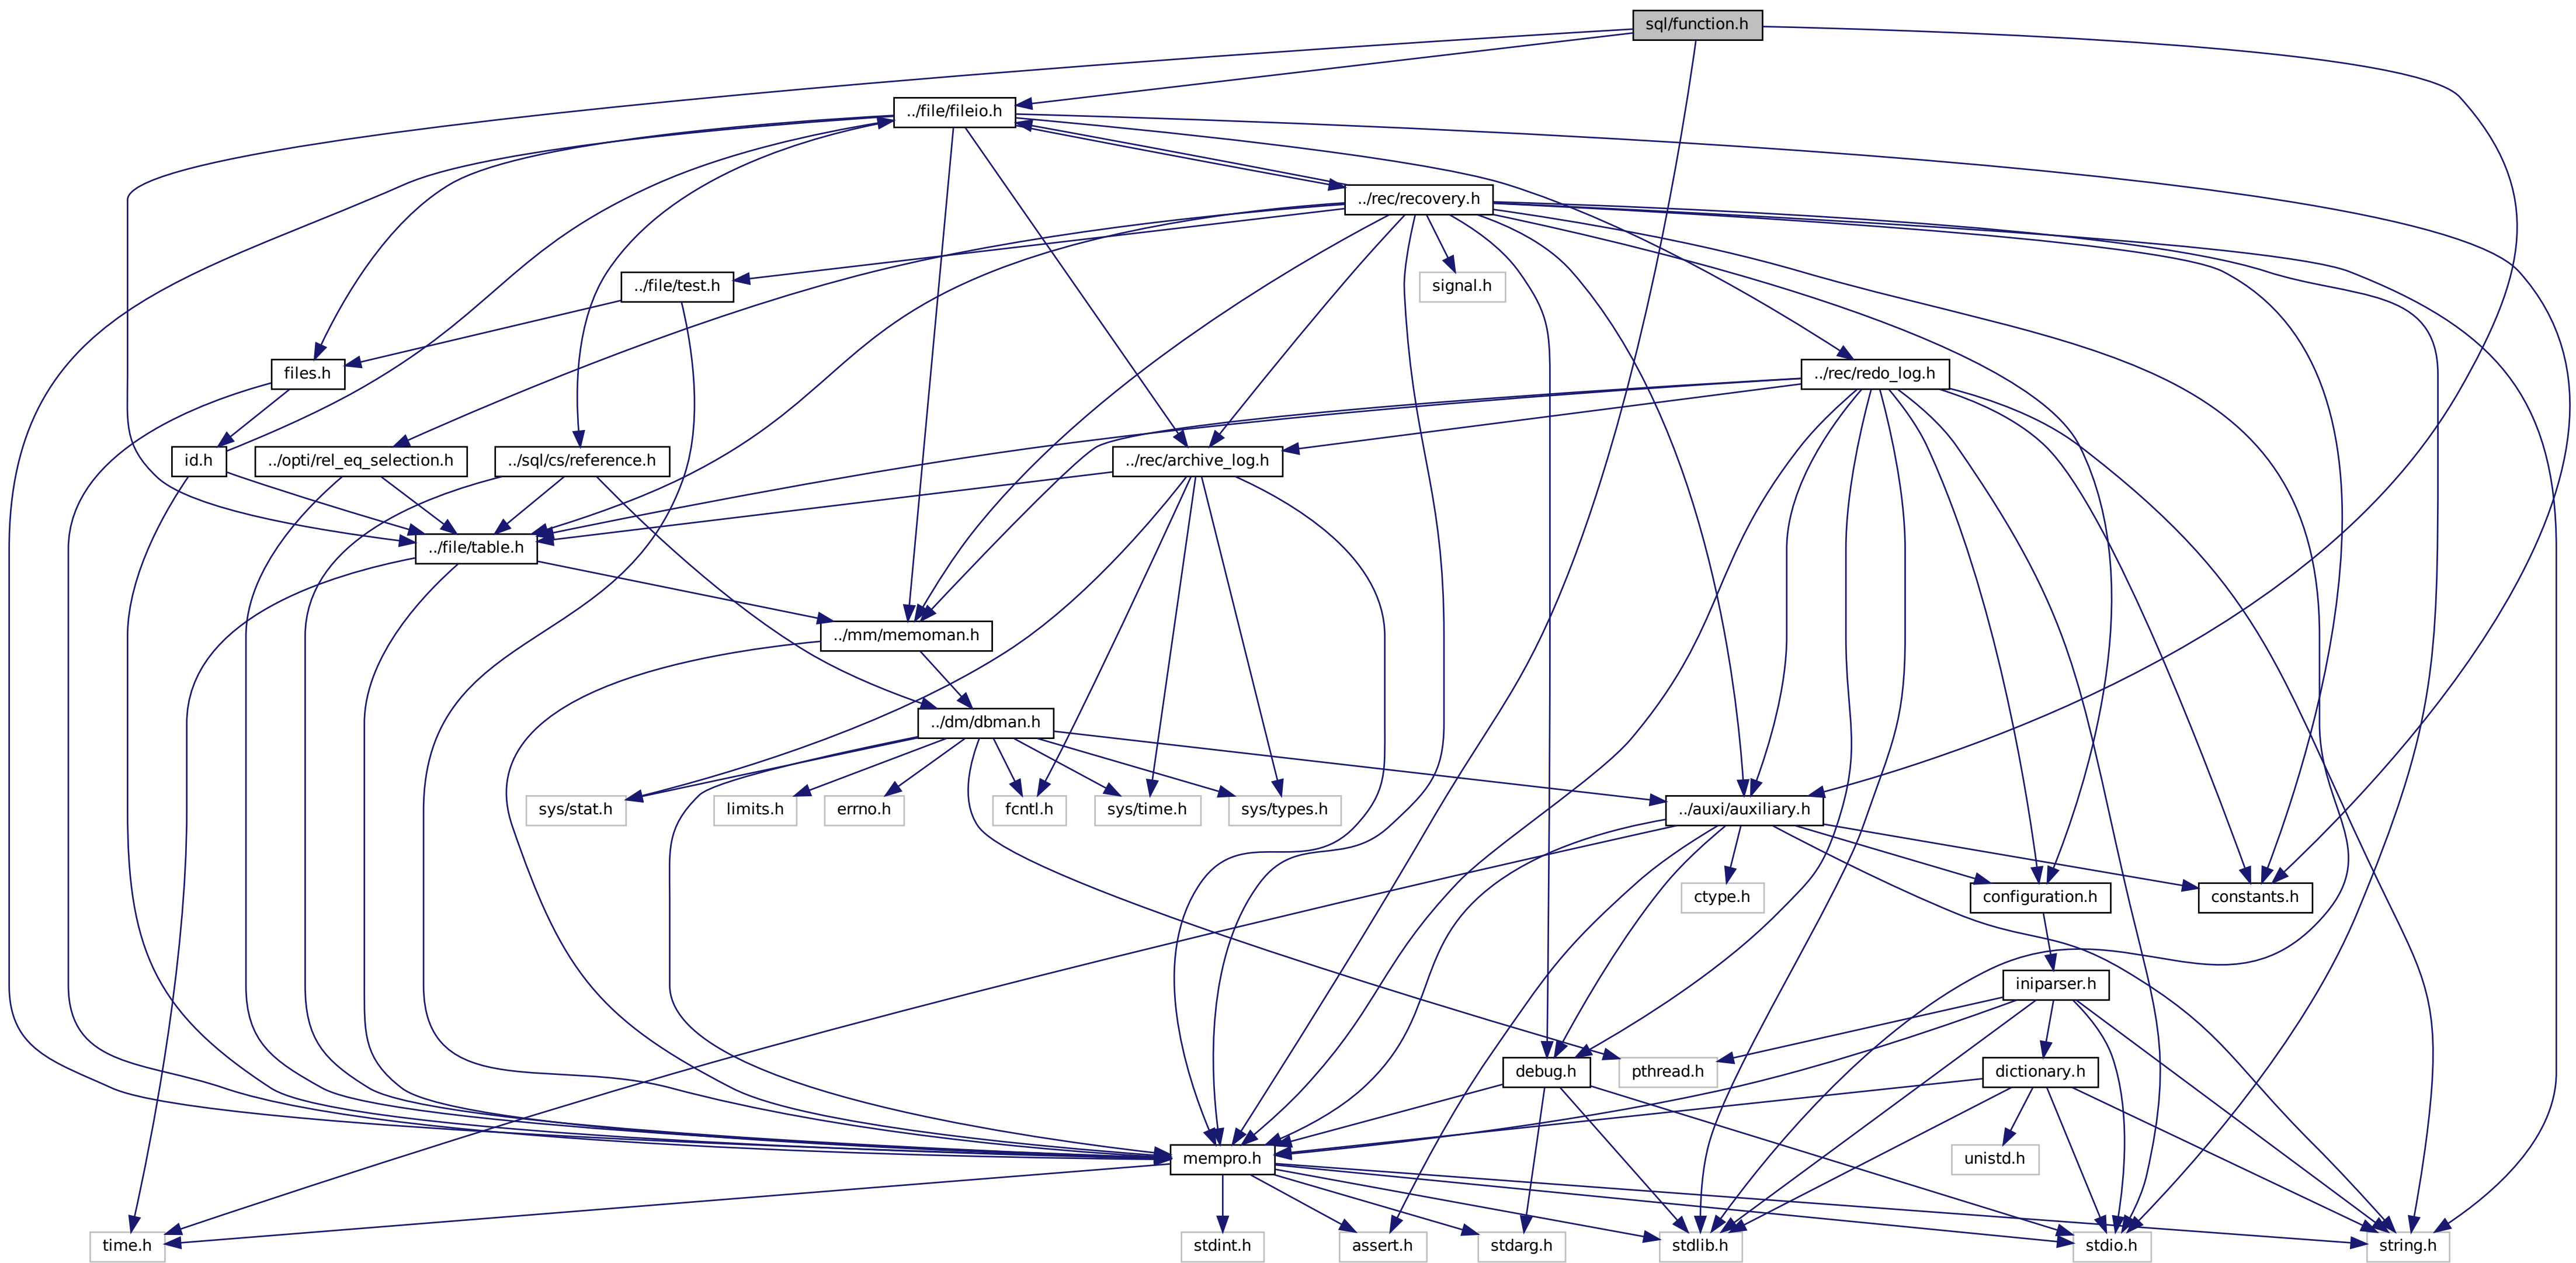 sql/function.h
../file/fileio.h
../rec/recovery.h
../file/test.h
signal.h
files.h
../rec/redo_log.h
id.h
../opti/rel_eq_selection.h
../sql/cs/reference.h
../rec/archive_log.h
../file/table.h
../mm/memoman.h
../dm/dbman.h
sys/stat.h
limits.h
errno.h
fcntl.h
sys/time.h
sys/types.h
../auxi/auxiliary.h
ctype.h
configuration.h
constants.h
iniparser.h
debug.h
pthread.h
dictionary.h
mempro.h
unistd.h
time.h
stdint.h
assert.h
stdarg.h
stdlib.h
stdio.h
string.h